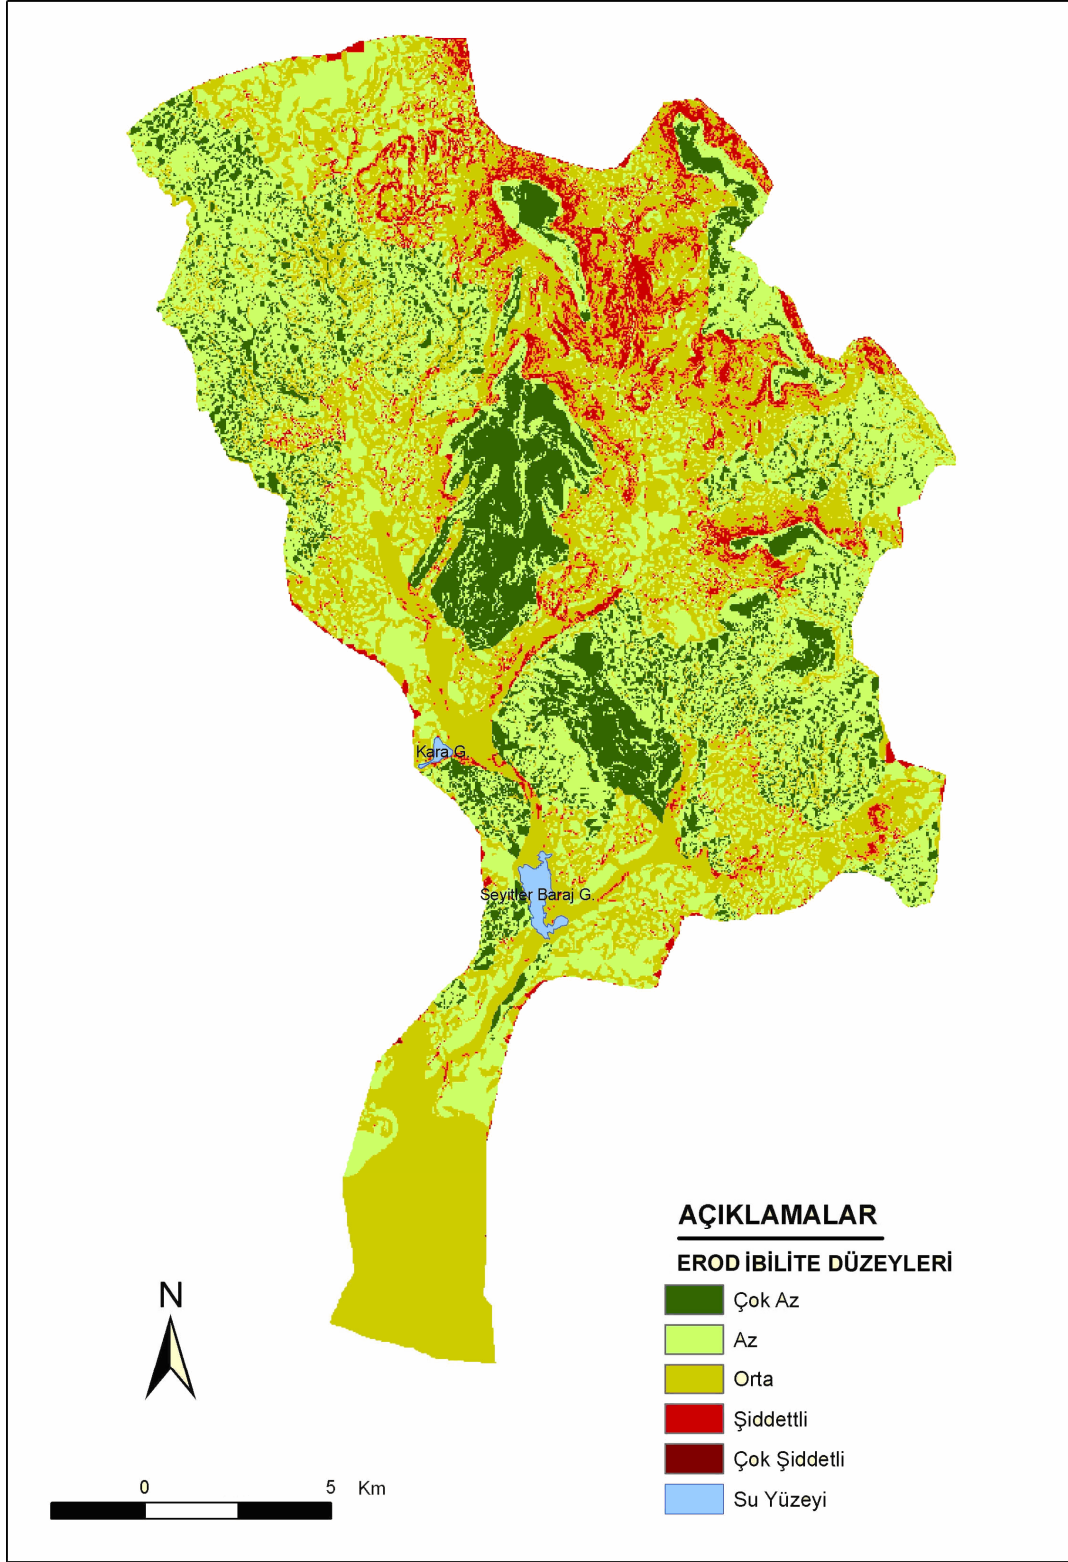 Kara G.
Seyitler Baraj G.
AÇIKLAMALAR
ERODİBİLİTE DÜZEYLERİ
Çok Az
Az
Orta
Şiddettli
Çok Şiddetli
Su Yüzeyi
N
0 5 Km